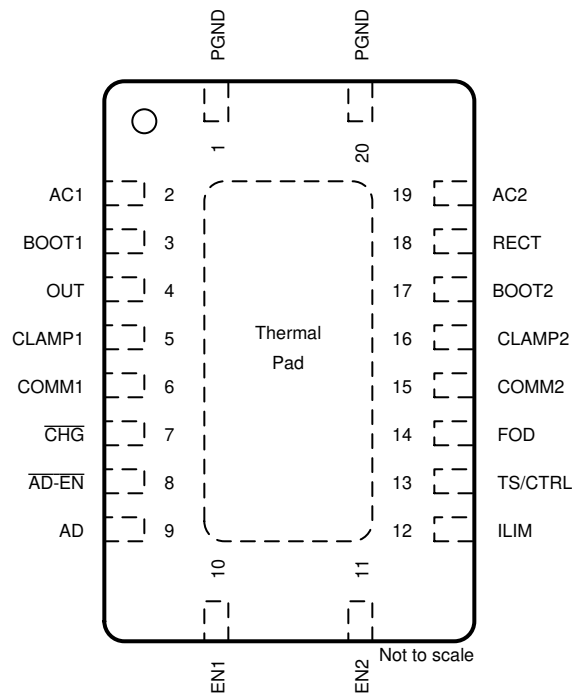 PGND PGND
1 20
AC1 2 19 AC2
BOOT1 3 18 RECT
OUT 4 17 BOOT2
CLAMP1 5 16 CLAMP2
Thermal
Pad
COMM1 6 15 COMM2
CHG 7 14 FOD
AD-EN 8 13 TS/CTRL
AD 9 12 ILIM
10 11
EN1 EN2
Not to scale